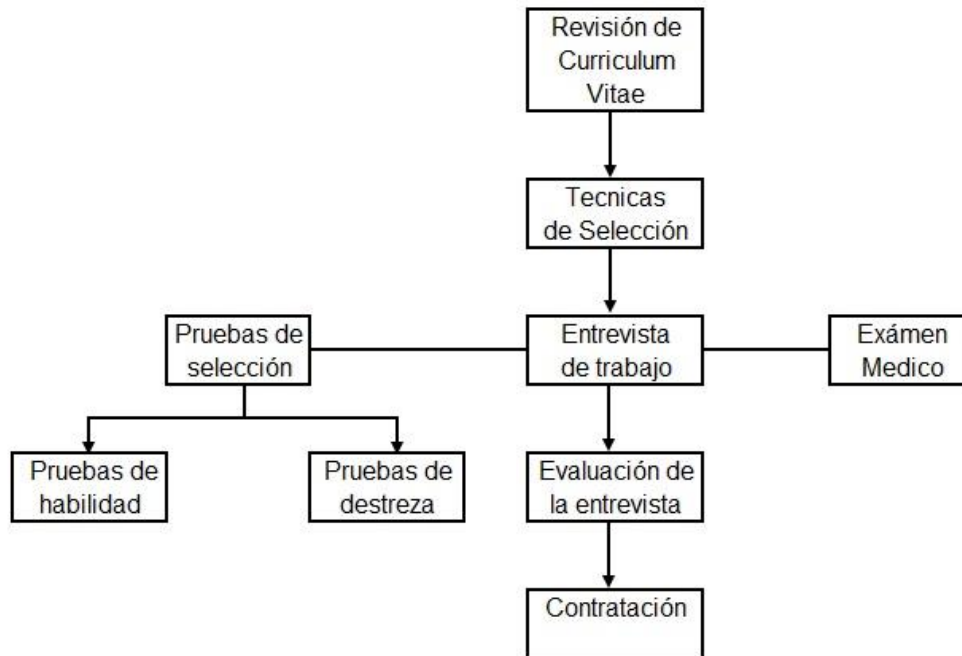 Revisión de
Curriculum
Vitae
Tecnicas
de Selección
Pruebas de
selección
Entrevista
de trabajo
Exámen
Medico
Pruebas de
habilidad
Pruebas de
destreza
Evaluación de
la entrevista
Contratación